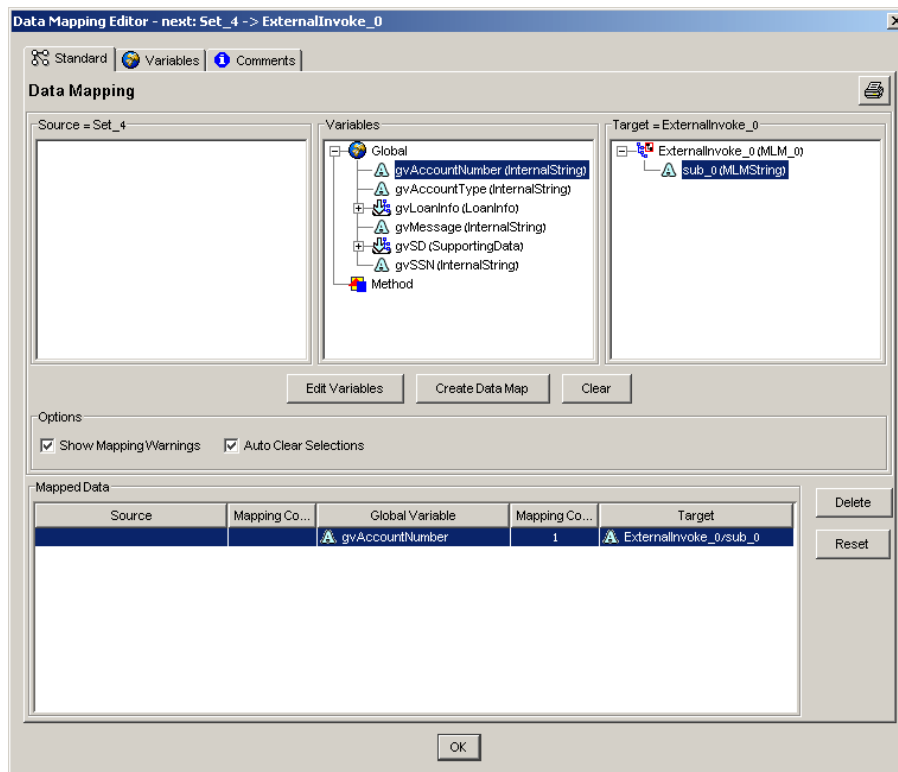 Data Mapping Editor - next: Set_4 -> ExternalInvoke_0
Standard Variables Comments
Data Mapping
Source = Set_4
Variables
Global
gvAccountNumber (InternalString)
gvAccountType (InternalString)
gvLoanInfo (LoanInfo)
gvMessage (InternalString)
gvSD (SupportingData)
gvSSN (InternalString)
Method
Target = ExternalInvoke_0
ExternalInvoke_0 (MLM_0)
sub_0 (MLMString)
Edit Variables Create Data Map Clear
Options
Show Mapping Warnings Auto Clear Selections
Mapped Data
Source Mapping Co... Global Variable Mapping Co... Target
gvAccountNumber 1 ExternalInvoke_0/sub_0
Delete
Reset
OK